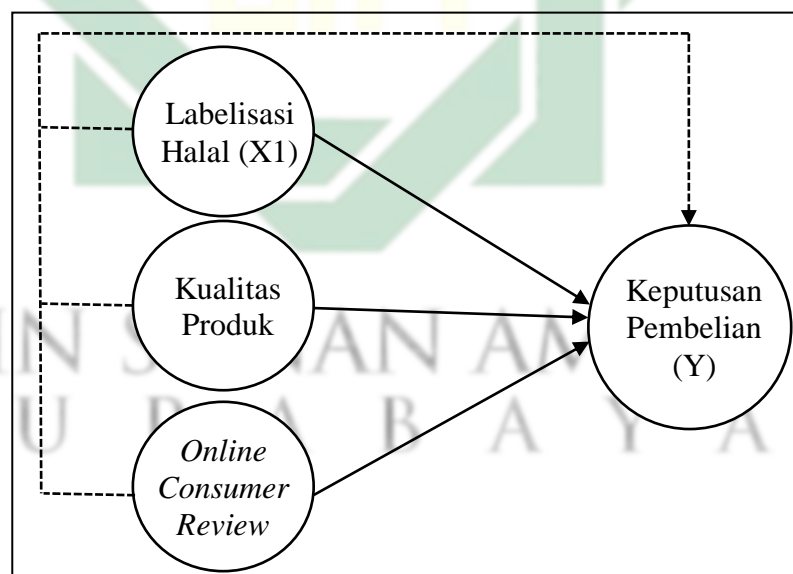 Labelisasi
Halal (X1)
Kualitas
Produk
Online
Consumer
Review
Keputusan
Pembelian
(Y)